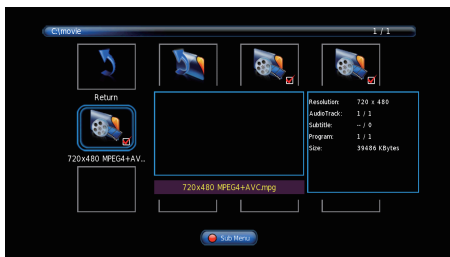 C:\movie 1 / 1
Return
720x480 MPEG4+AV..
Resolution: 720 x 480
AudioTrack: 1 / 1
Subtitle: -- / 0
Program: 1 / 1
Size: 39486 KBytes
720x480 MPEG4+AVC.mpg
Sub Menu